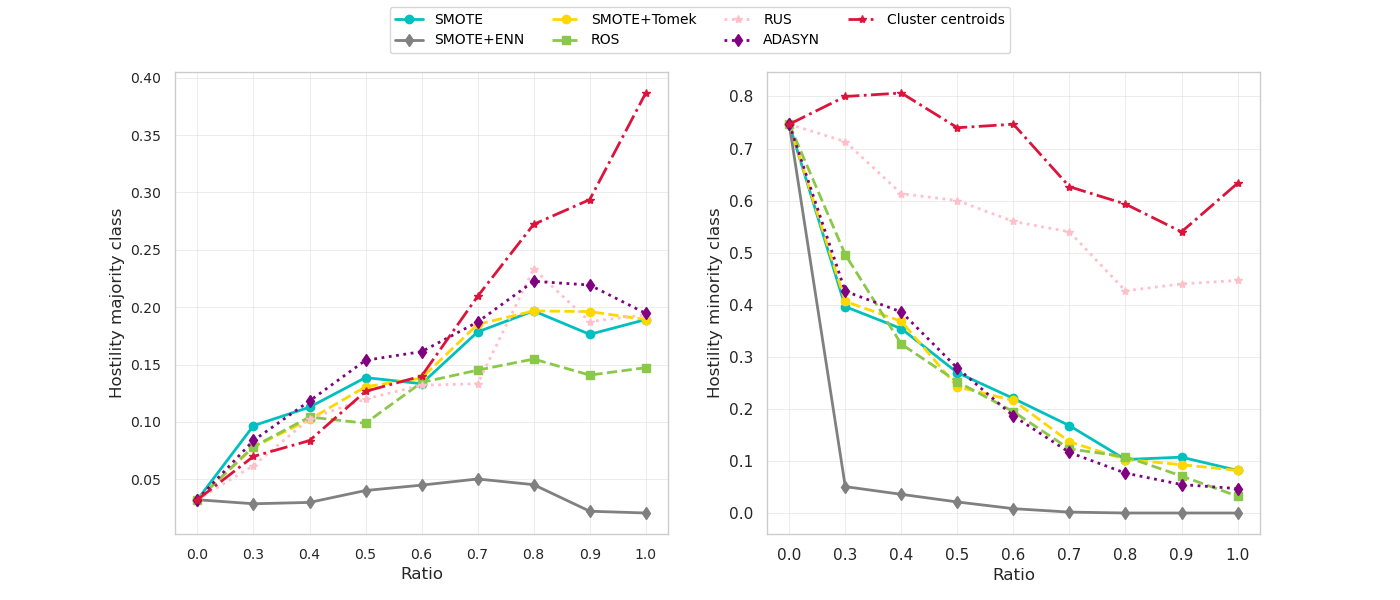 SMOTE SMOTE+Tomek RUS Cluster centroids
SMOTE+ENN ROS ADASYN
Hostility majority class
0.40
0.35
0.30
0.25
0.20
0.15
0.10
0.05
0.0 0.3 0.4 0.5 0.6 0.7 0.8 0.9 1.0
Ratio
Hostility minority class
0.8
0.7
0.6
0.5
0.4
0.3
0.2
0.1
0.0
0.0 0.3 0.4 0.5 0.6 0.7 0.8 0.9 1.0
Ratio